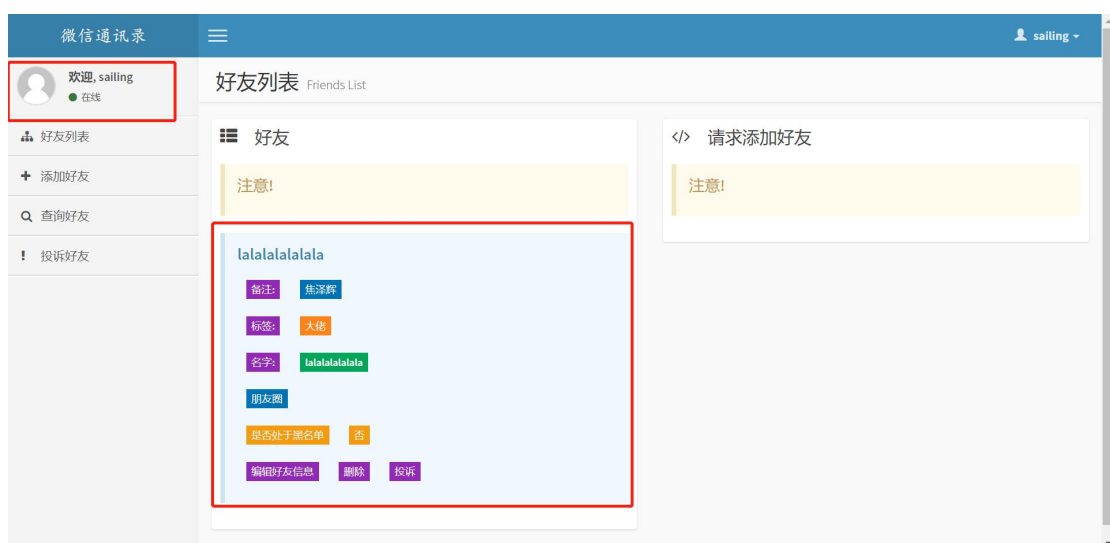 微信通讯录
sailing
欢迎, sailing
在线
好友列表
添加好友
查询好友
投诉好友
好友列表 Friends List
好友
注意!
lalalalalalala
备注: 焦泽辉
标签: 大佬
名字: lalalalalalala
朋友圈
是否处于黑名单 否
编辑好友信息 删除 投诉
请求添加好友
注意!